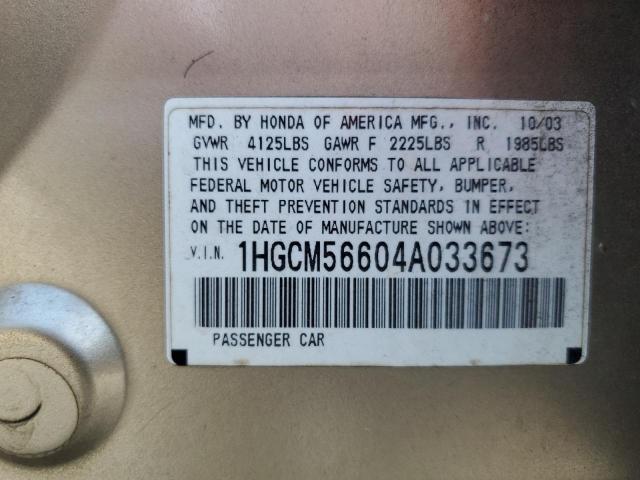 MFD. BY HONDA OF AMERICA MFG., INC. 10/03
GVWR 4125LBS GAWR F 2225LBS R 1985LBS
THIS VEHICLE CONFORMS TO ALL APPLICABLE
FEDERAL MOTOR VEHICLE SAFETY, BUMPER,
AND THEFT PREVENTION STANDARDS IN EFFECT
ON THE DATE OF MANUFACTURE SHOWN ABOVE:
V.I.N. 1HGCM56604A033673
PASSENGER CAR